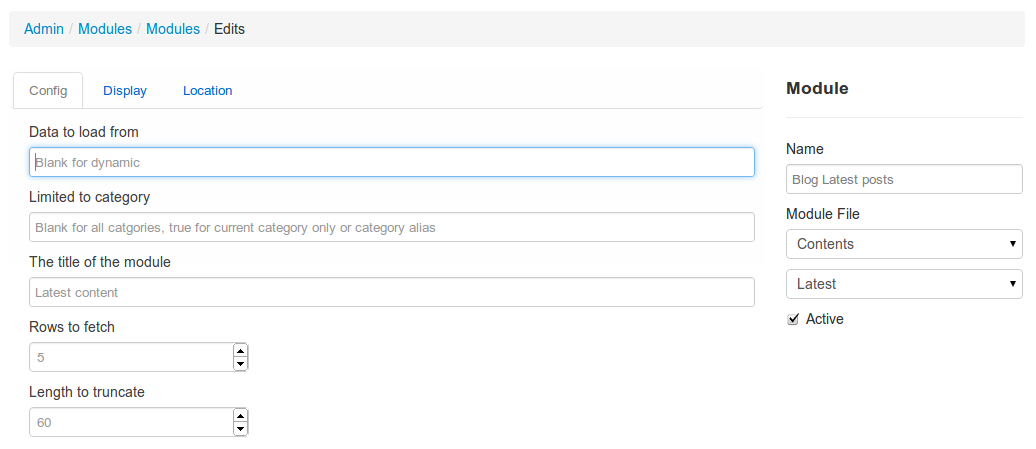 Admin / Modules / Modules / Edits
Config Display Location
Data to load from
Blank for dynamic
Limited to category
Blank for all catgories, true for current category only or category alias
The title of the module
Latest content
Rows to fetch
5
Length to truncate
60
Module
Name
Blog Latest posts
Module File
Contents
Latest
Active